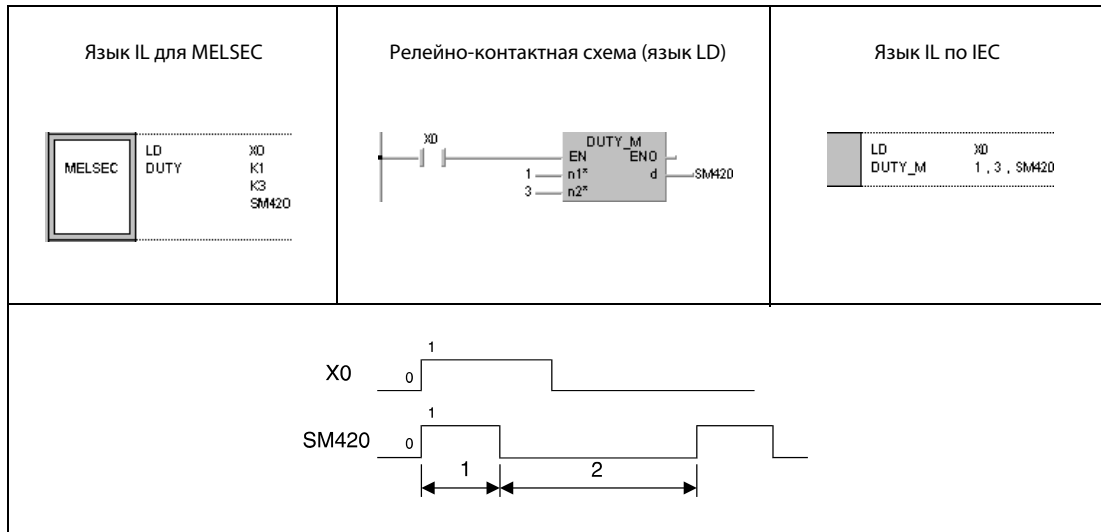 Язык IL для MELSEC
Релейно-контактная схема (язык LD)
Язык IL по IEC
MELSEC
LD X0
DUTY K1
K3
SM420
X0
DUTY_M
EN ENO
1 n1* d SM420
3 n2*
LD X0
DUTY_M 1 , 3 , SM420
1
X0 0
1
SM420 0
1 2